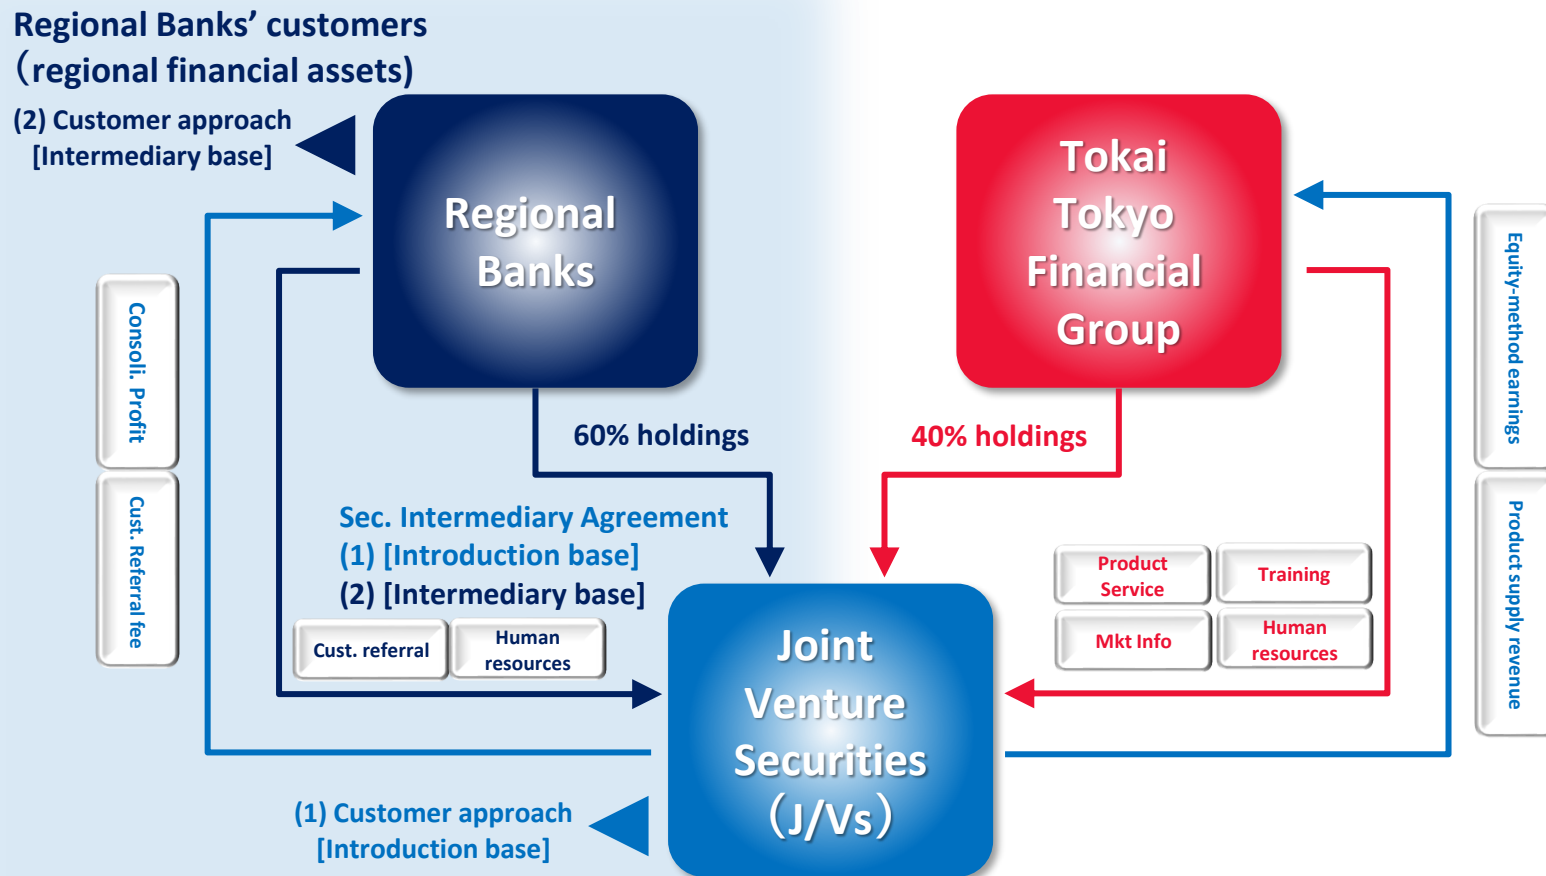 Regional Banks’ customers
（regional financial assets)
(2) Customer approach
[Intermediary base]
Regional
Banks
Tokai
Tokyo
Financial
Group
Consoli. Profit
Cust. Referral fee
60% holdings
40% holdings
Equity-method earnings
Product supply revenue
Sec. Intermediary Agreement
(1) [Introduction base]
(2) [Intermediary base]
Cust. referral
Human
resources
Product
Service
Training
Mkt Info
Human
resources
Joint
Venture
Securities
（J/Vs）
(1) Customer approach
[Introduction base]